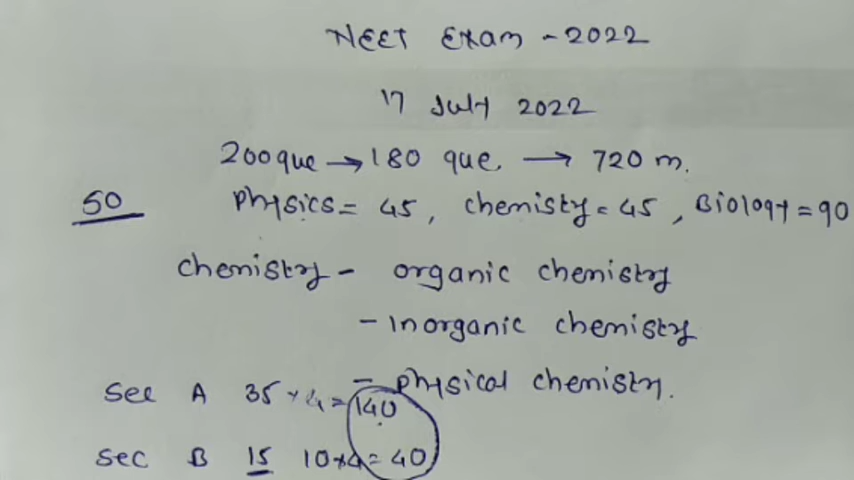 NEET Exam - 2022
17 July 2022
200 que → 180 que. → 720 m.
50 Physics = 45, chemisty = 45, Biology = 90
chemistry - organic chemistry
- Inorganic chemistry
- physical chemistry.
Sec A 35 × 4 = 140
Sec B 15 10×4 = 40